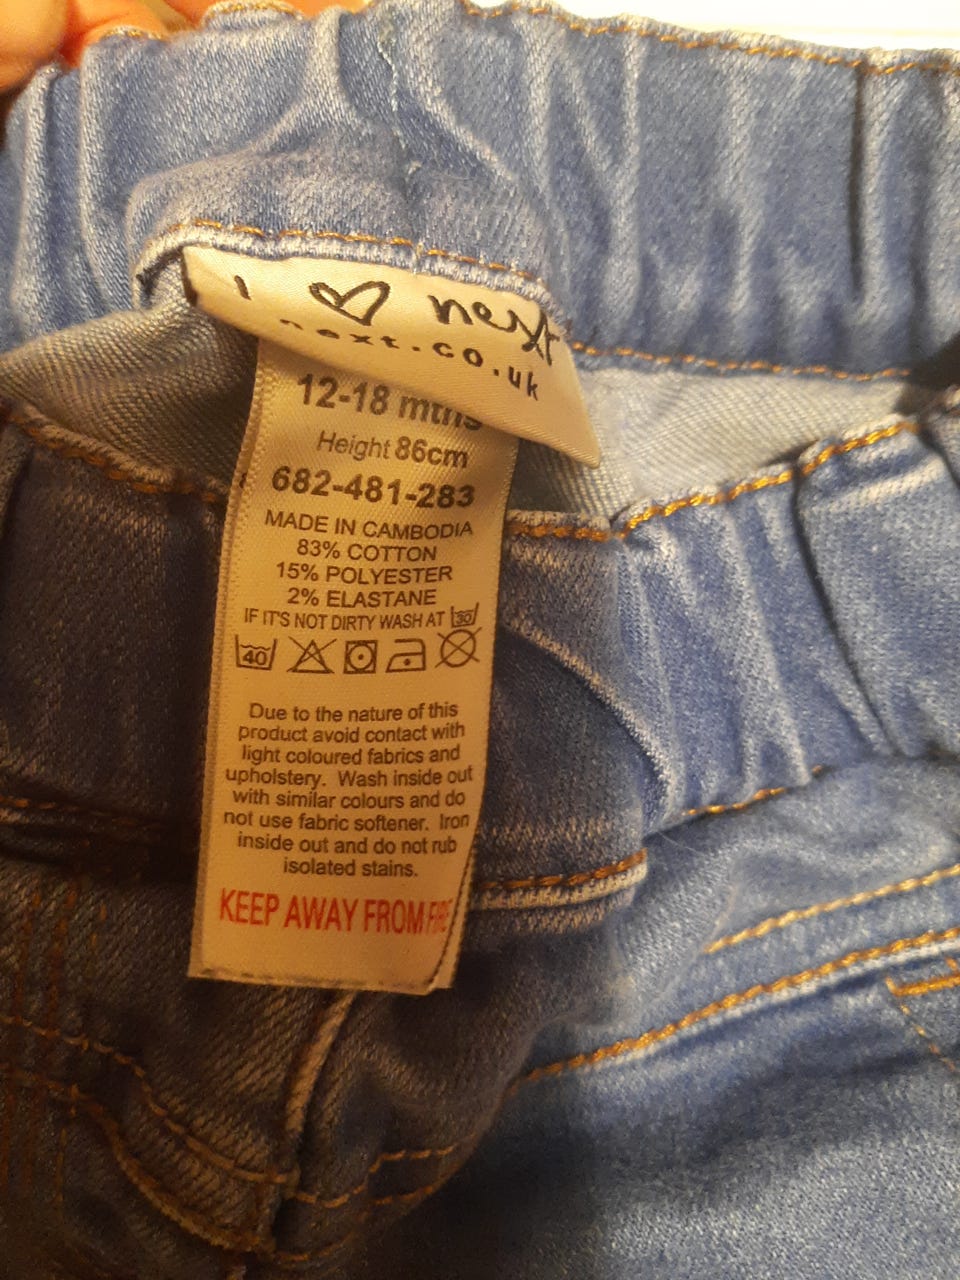 I ♡ next
next.co.uk
12-18 mths
Height 86cm
682-481-283
MADE IN CAMBODIA
83% COTTON
15% POLYESTER
2% ELASTANE
IF IT'S NOT DIRTY WASH AT 30
40
Due to the nature of this
product avoid contact with
light coloured fabrics and
upholstery. Wash inside out
with similar colours and do
not use fabric softener. Iron
inside out and do not rub
isolated stains.
KEEP AWAY FROM FIRE